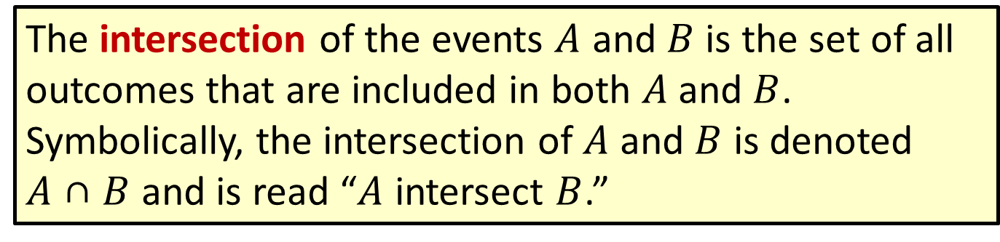 The intersection of the events A and B is the set of all
outcomes that are included in both A and B.
Symbolically, the intersection of A and B is denoted
A ∩ B and is read “A intersect B.”